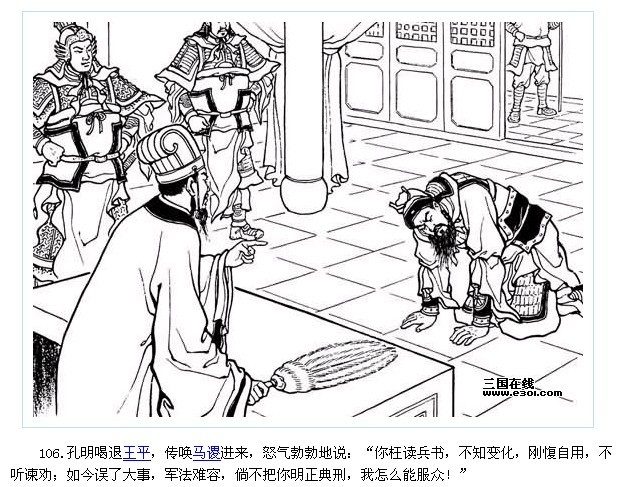 三国在线
www.e3ol.com
106.孔明喝退王平，传唤马谡进来，怒气勃勃地说：“你枉读兵书，不知变化，刚愎自用，不
听谏劝；如今误了大事，军法难容，倘不把你明正典刑，我怎么能服众！”